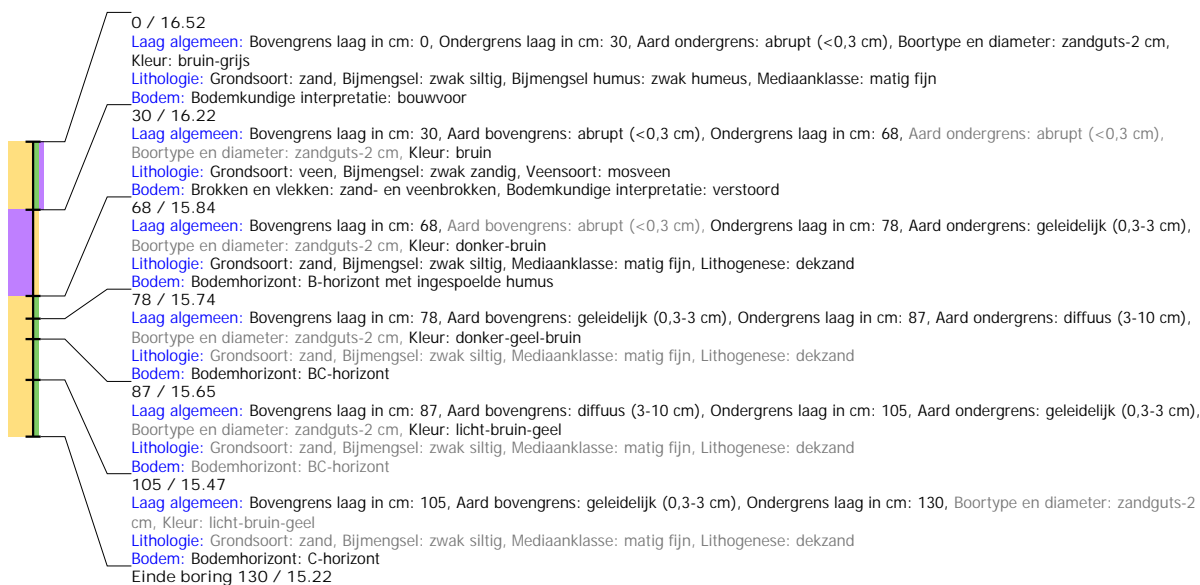 0 / 16.52
Laag algemeen: Bovengrens laag in cm: 0, Ondergrens laag in cm: 30, Aard ondergrens: abrupt (<0,3 cm), Boortype en diameter: zandguts-2 cm,
Kleur: bruin-grijs
Lithologie: Grondsoort: zand, Bijmengsel: zwak siltig, Bijmengsel humus: zwak humeus, Mediaanklasse: matig fijn
Bodem: Bodemkundige interpretatie: bouwvoor
30 / 16.22
Laag algemeen: Bovengrens laag in cm: 30, Aard bovengrens: abrupt (<0,3 cm), Ondergrens laag in cm: 68, Aard ondergrens: abrupt (<0,3 cm),
Boortype en diameter: zandguts-2 cm, Kleur: bruin
Lithologie: Grondsoort: veen, Bijmengsel: zwak zandig, Veensoort: mosveen
Bodem: Brokken en vlekken: zand- en veenbrokken, Bodemkundige interpretatie: verstoord
68 / 15.84
Laag algemeen: Bovengrens laag in cm: 68, Aard bovengrens: abrupt (<0,3 cm), Ondergrens laag in cm: 78, Aard ondergrens: geleidelijk (0,3-3 cm),
Boortype en diameter: zandguts-2 cm, Kleur: donker-bruin
Lithologie: Grondsoort: zand, Bijmengsel: zwak siltig, Mediaanklasse: matig fijn, Lithogenese: dekzand
Bodem: Bodemhorizont: B-horizont met ingespoelde humus
78 / 15.74
Laag algemeen: Bovengrens laag in cm: 78, Aard bovengrens: geleidelijk (0,3-3 cm), Ondergrens laag in cm: 87, Aard ondergrens: diffuus (3-10 cm),
Boortype en diameter: zandguts-2 cm, Kleur: donker-geel-bruin
Lithologie: Grondsoort: zand, Bijmengsel: zwak siltig, Mediaanklasse: matig fijn, Lithogenese: dekzand
Bodem: Bodemhorizont: BC-horizont
87 / 15.65
Laag algemeen: Bovengrens laag in cm: 87, Aard bovengrens: diffuus (3-10 cm), Ondergrens laag in cm: 105, Aard ondergrens: geleidelijk (0,3-3 cm),
Boortype en diameter: zandguts-2 cm, Kleur: licht-bruin-geel
Lithologie: Grondsoort: zand, Bijmengsel: zwak siltig, Mediaanklasse: matig fijn, Lithogenese: dekzand
Bodem: Bodemhorizont: BC-horizont
105 / 15.47
Laag algemeen: Bovengrens laag in cm: 105, Aard bovengrens: geleidelijk (0,3-3 cm), Ondergrens laag in cm: 130, Boortype en diameter: zandguts-2
cm, Kleur: licht-bruin-geel
Lithologie: Grondsoort: zand, Bijmengsel: zwak siltig, Mediaanklasse: matig fijn, Lithogenese: dekzand
Bodem: Bodemhorizont: C-horizont
Einde boring 130 / 15.22